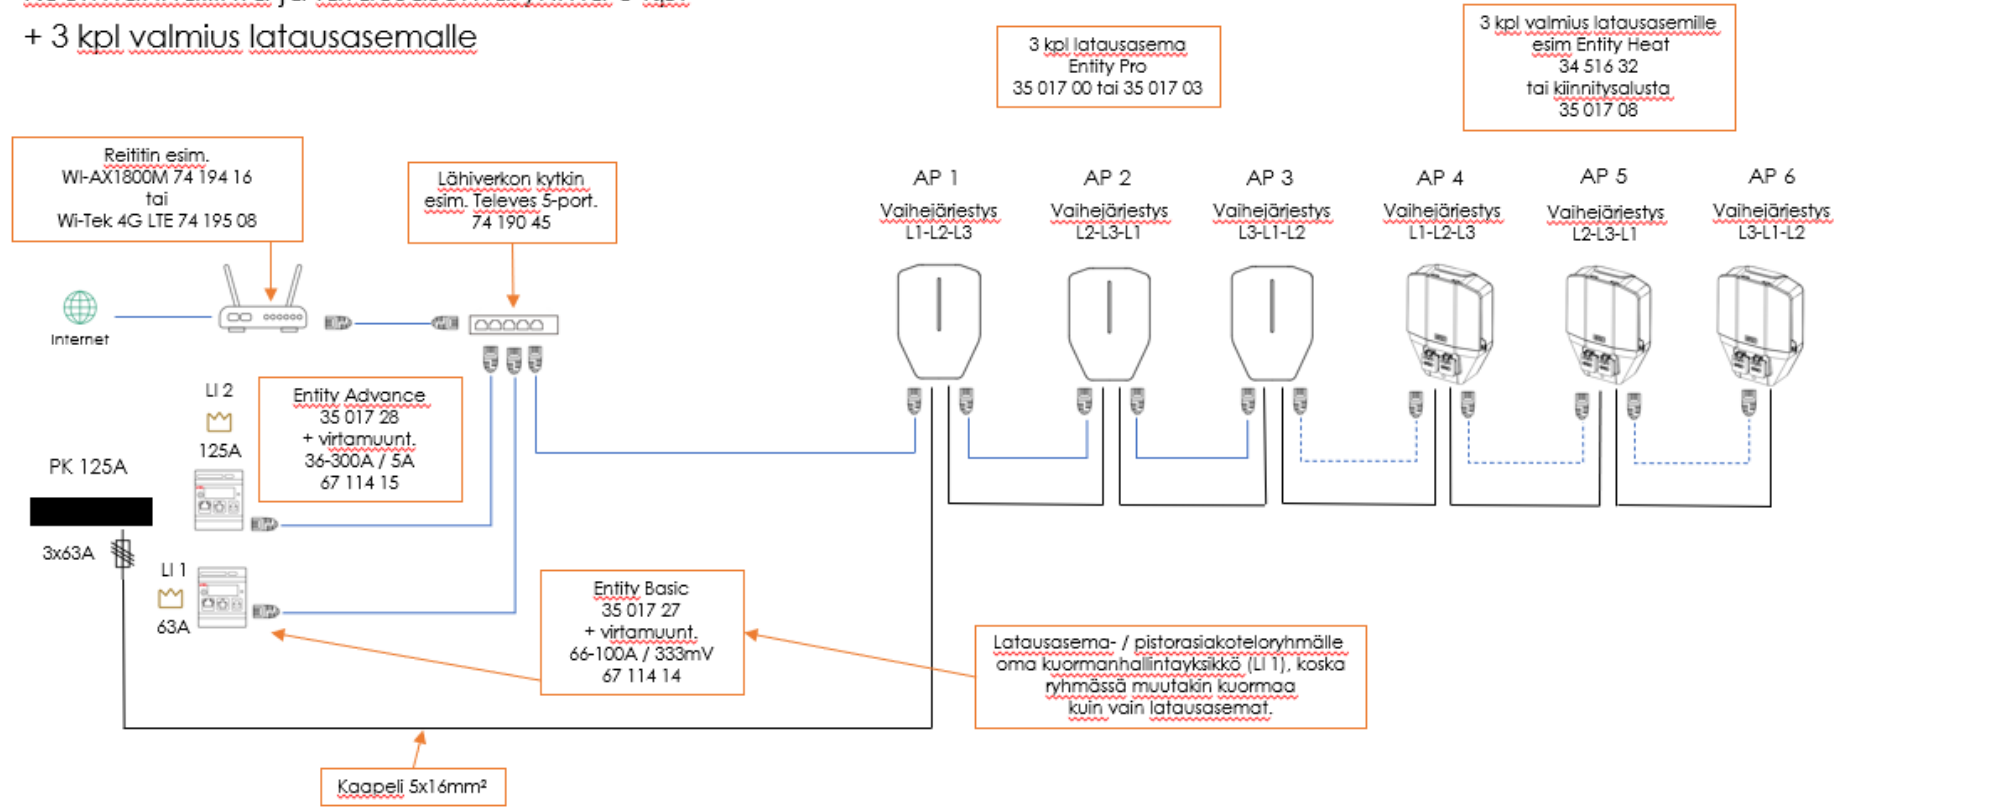 + 3 kpl valmius latausasemalle
3 kpl latausasema
Entity Pro
35 017 00 tai 35 017 03
3 kpl valmius latausasemille
esim Entity Heat
34 516 32
tai kiinnitysalusta
35 017 08
Reititin esim.
WI-AX1800M 74 194 16
tai
Wi-Tek 4G LTE 74 195 08
Lähiverkon kytkin
esim. Televes 5-port.
74 190 45
AP 1
Vaihejärjestys
L1-L2-L3
AP 2
Vaihejärjestys
L2-L3-L1
AP 3
Vaihejärjestys
L3-L1-L2
AP 4
Vaihejärjestys
L1-L2-L3
AP 5
Vaihejärjestys
L2-L3-L1
AP 6
Vaihejärjestys
L3-L1-L2
Internet
LI 2
125A
Entity Advance
35 017 28
+ virtamuunt.
36-300A / 5A
67 114 15
PK 125A
3x63A
LI 1
63A
Entity Basic
35 017 27
+ virtamuunt.
66-100A / 333mV
67 114 14
Latausasema- / pistorasiakoteloryhmälle
oma kuormanhallintayksikkö (LI 1), koska
ryhmässä muutakin kuormaa
kuin vain latausasemat.
Kaapeli 5x16mm²